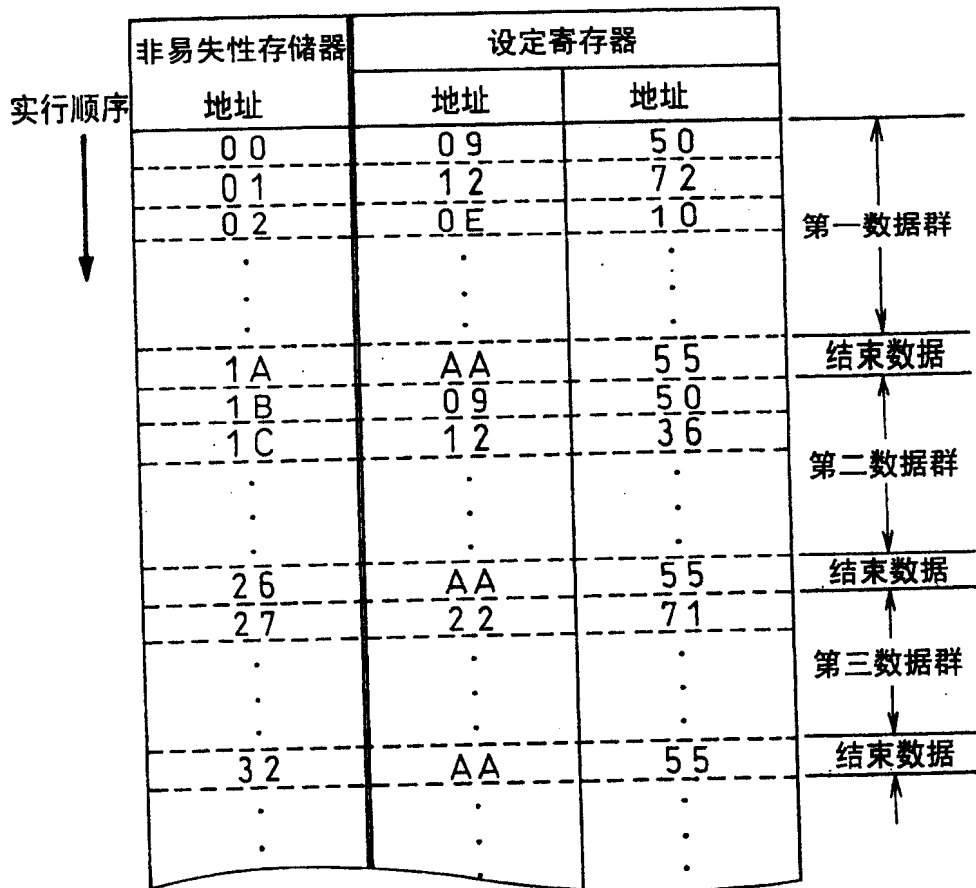 非易失性存储器 设定寄存器
实行顺序 地址 地址 地址
00 09 50
01 12 72
02 0E 10
第一数据群
1A AA 55 结束数据
1B 09 50
1C 12 36
第二数据群
26 AA 55 结束数据
27 22 71
第三数据群
32 AA 55 结束数据